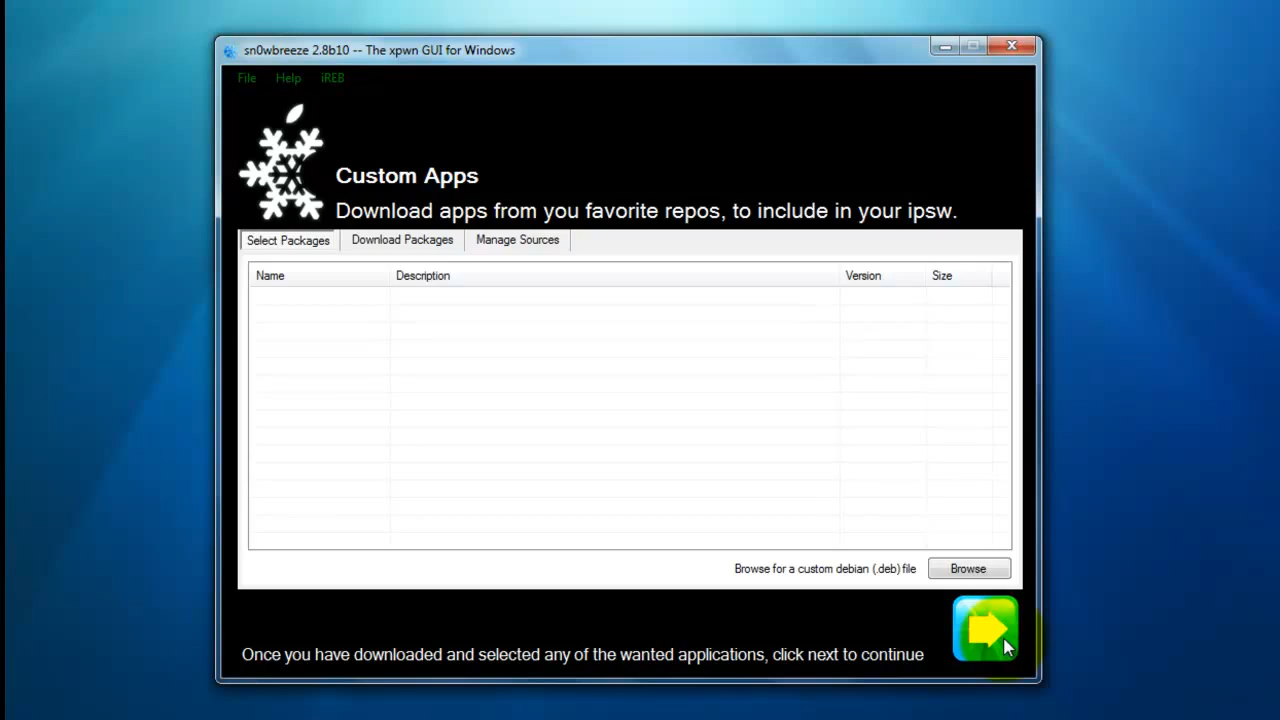 sn0wbreeze 2.8b10 -- The xpwn GUI for Windows
File Help iREB
Custom Apps
Download apps from you favorite repos, to include in your ipsw.
Select Packages Download Packages Manage Sources
Name Description Version Size
Browse for a custom debian (.deb) file Browse
Once you have downloaded and selected any of the wanted applications, click next to continue